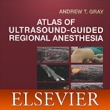 ANDREW T. GRAY
ATLAS OF
ULTRASOUND-GUIDED
REGIONAL ANESTHESIA
ELSEVIER